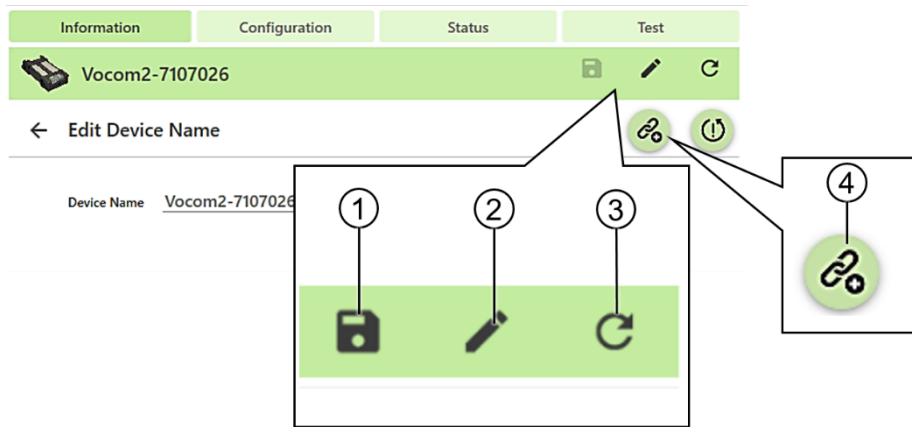 Information Configuration Status Test
Vocom2-7107026
Edit Device Name
Device Name Vocom2-7107026
1 2 3 4